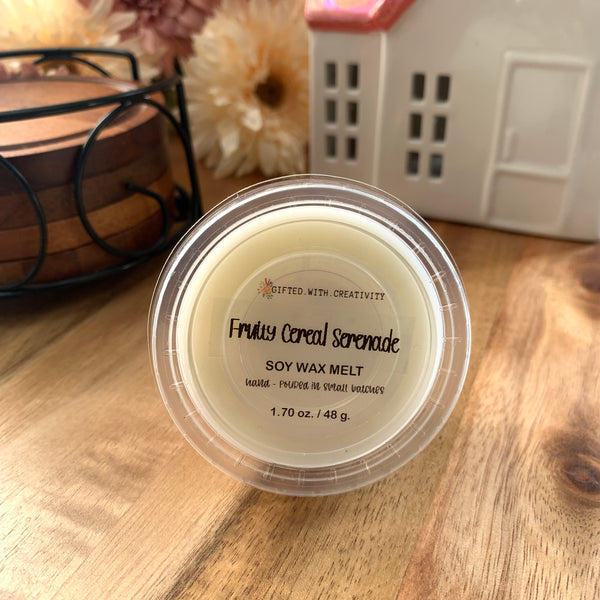 GIFTED.WITH.CREATIVITY
Fruity Cereal Serenade
SOY WAX MELT
hand - poured in small batches
1.70 oz. / 48 g.